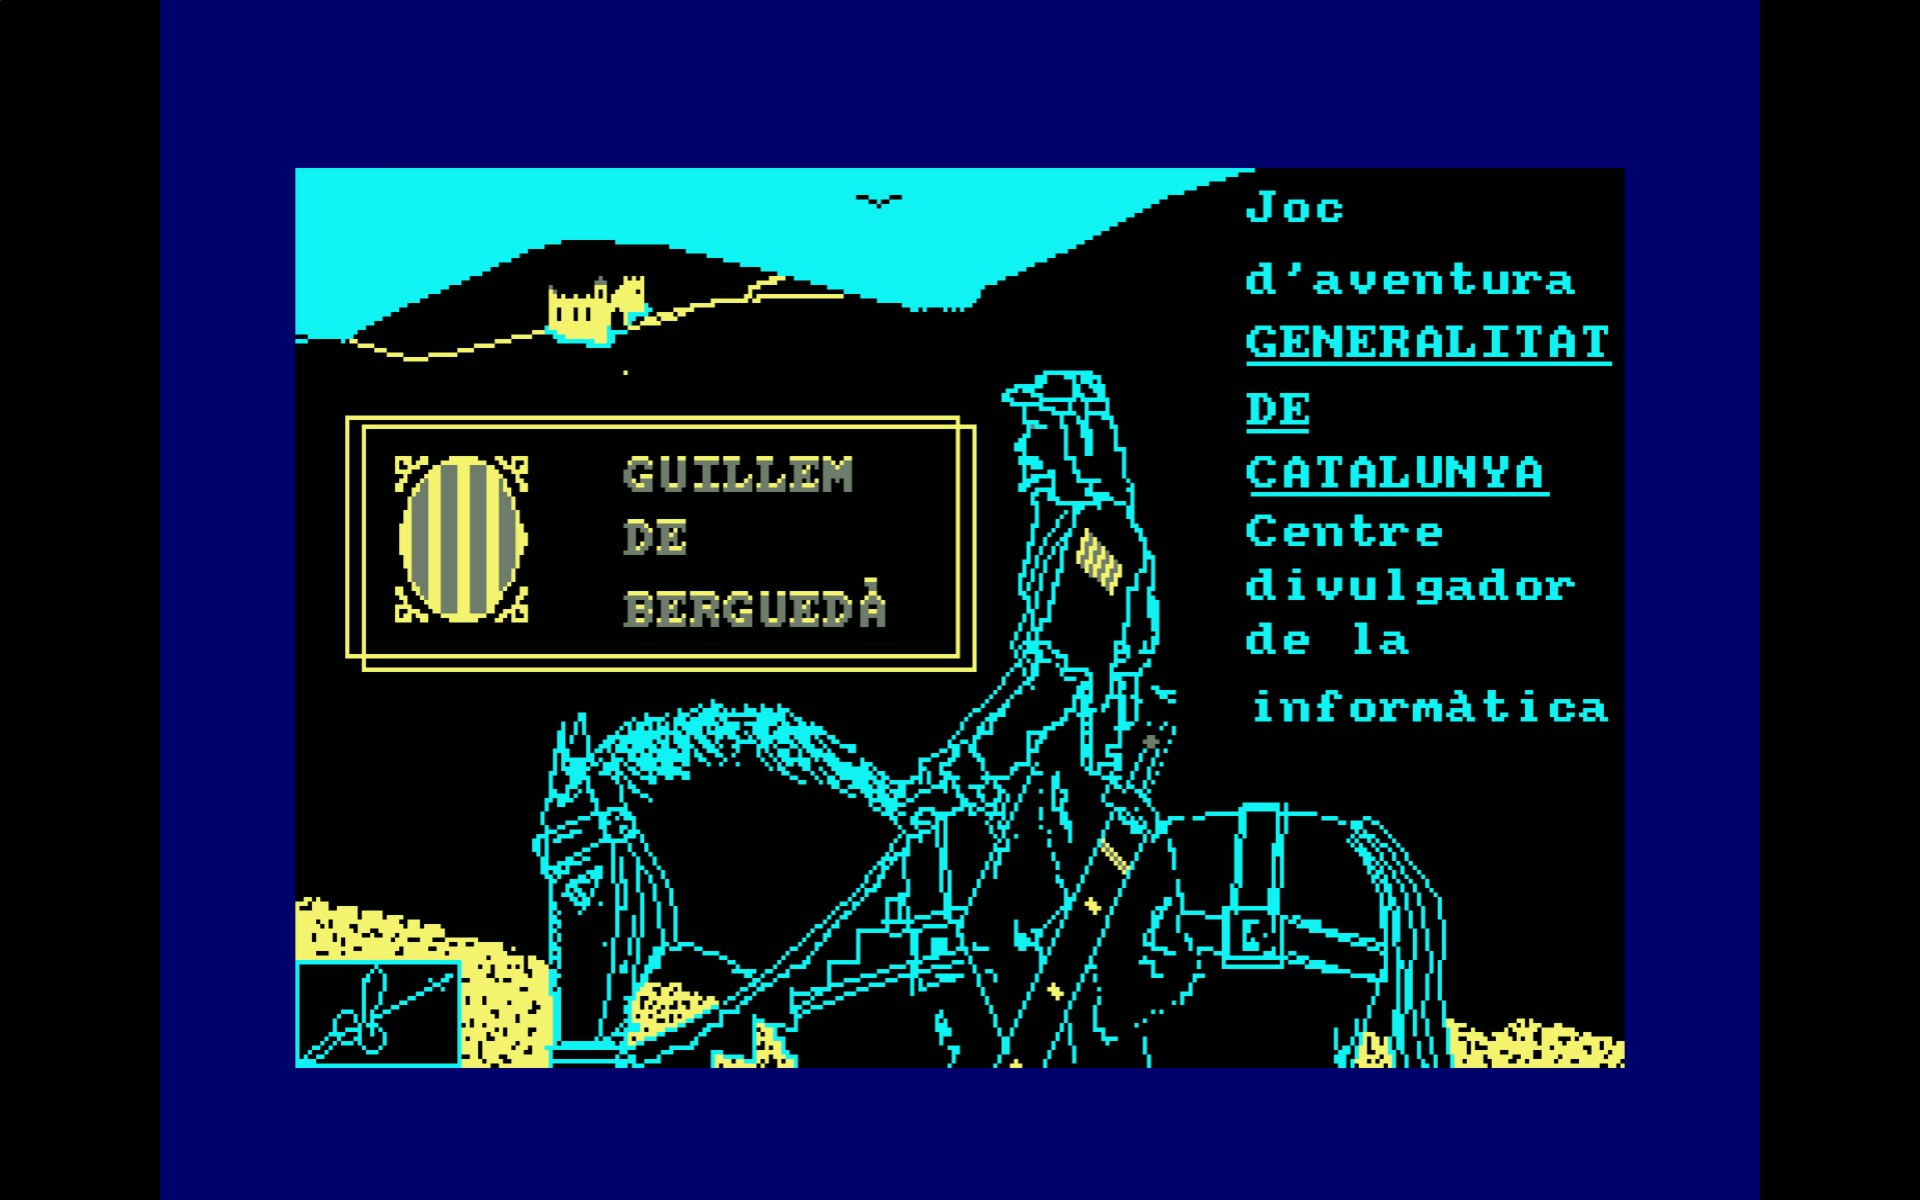 GUILLEM
DE
BERGUEDÀ
Joc
d'aventura
GENERALITAT
DE
CATALUNYA
Centre
divulgador
de la
informàtica